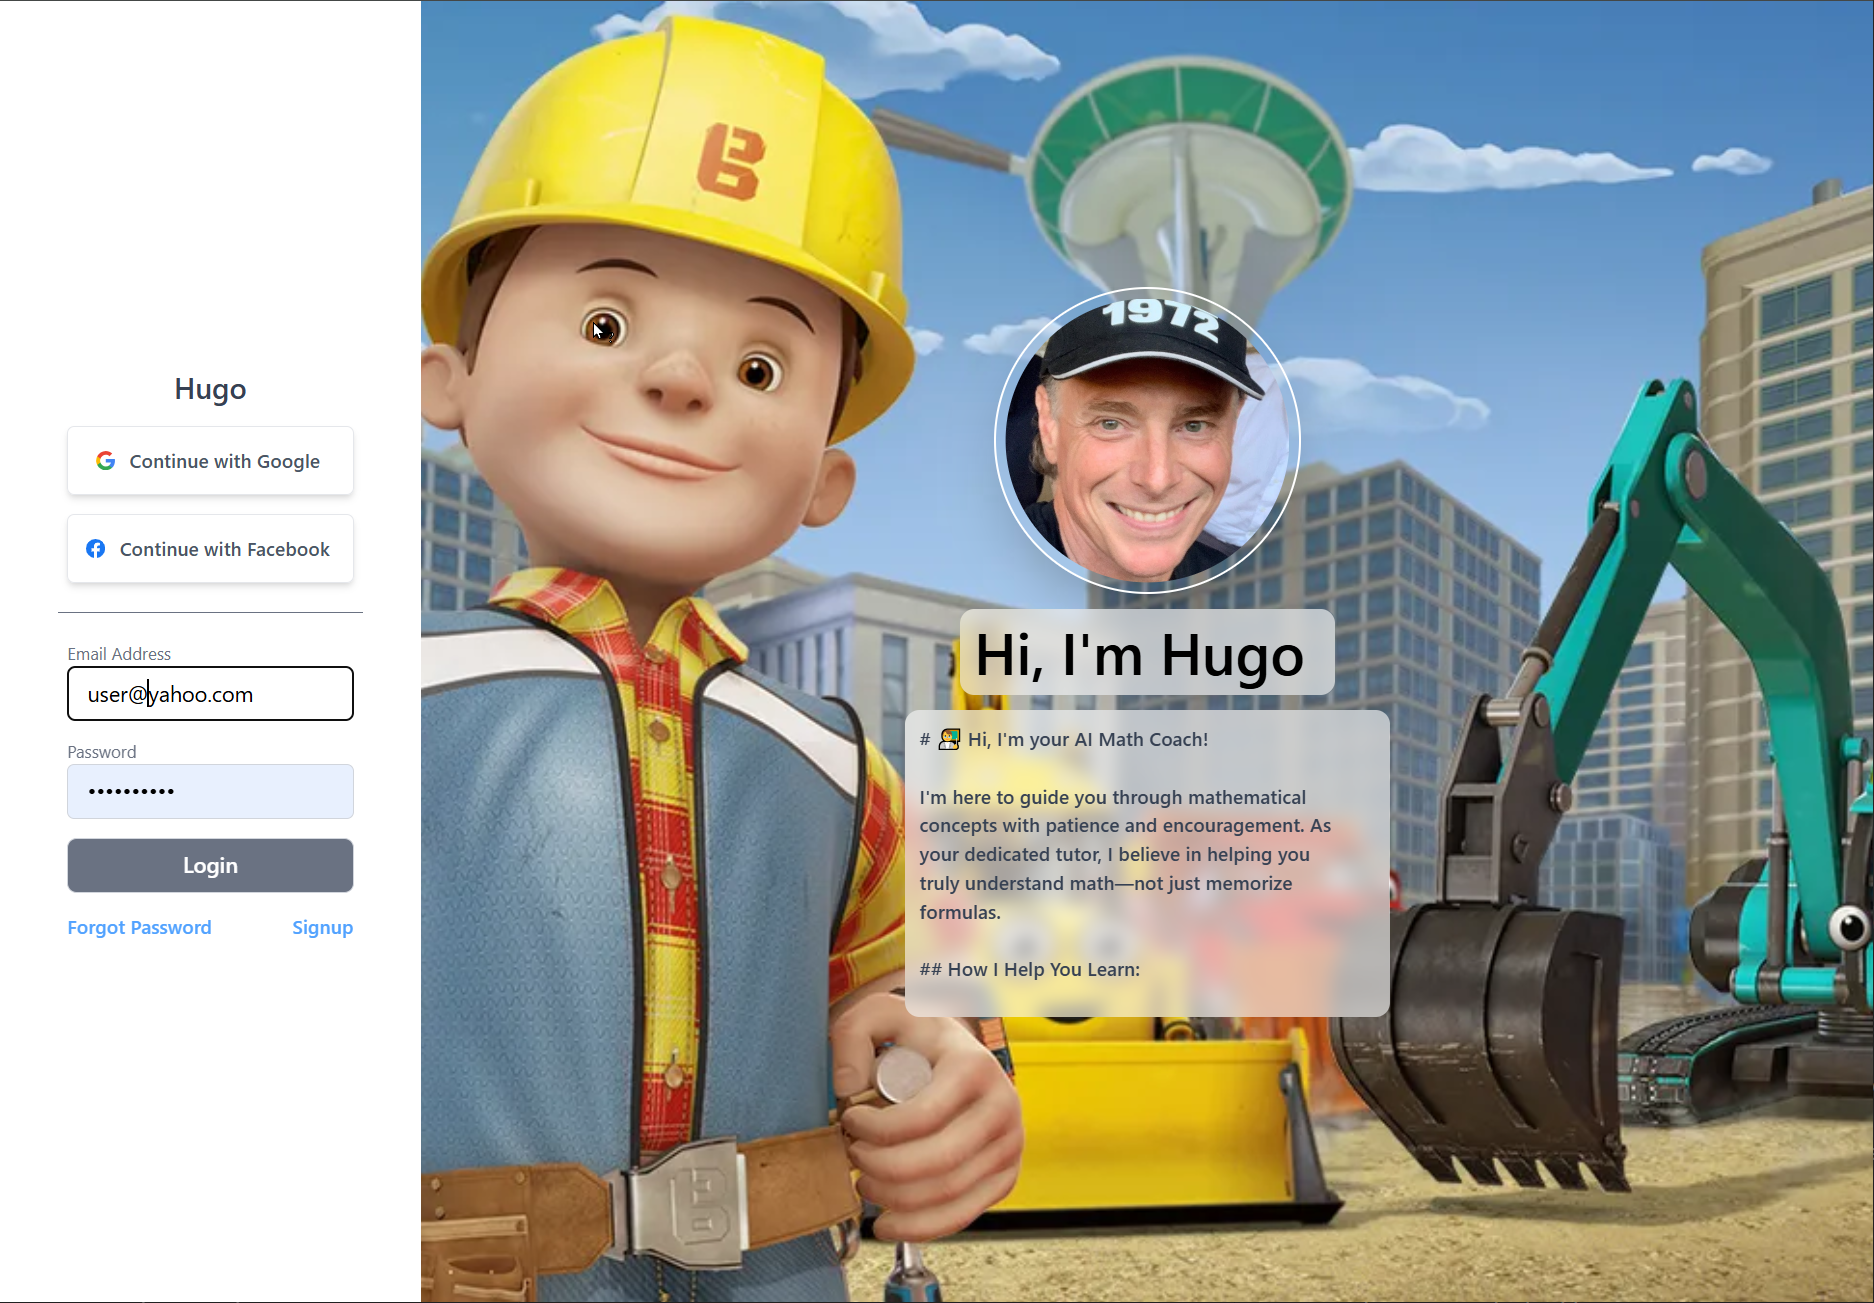 Hugo
Continue with Google
Continue with Facebook
Email Address
user@yahoo.com
Password
••••••••••
Login
Forgot Password
Signup
B
1972
Hi, I'm Hugo
# 👨‍🏫 Hi, I'm your AI Math Coach!
I'm here to guide you through mathematical
concepts with patience and encouragement. As
your dedicated tutor, I believe in helping you
truly understand math—not just memorize
formulas.
## How I Help You Learn:
B